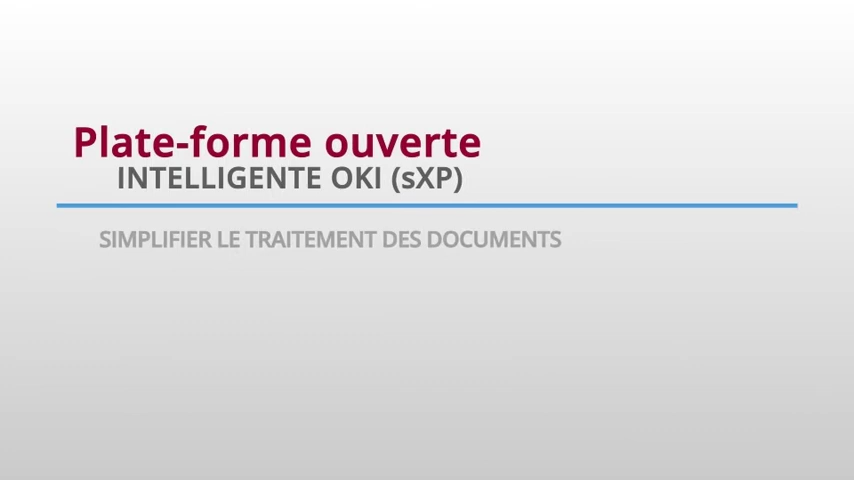 Plate-forme ouverte
INTELLIGENTE OKI (sXP)
SIMPLIFIER LE TRAITEMENT DES DOCUMENTS